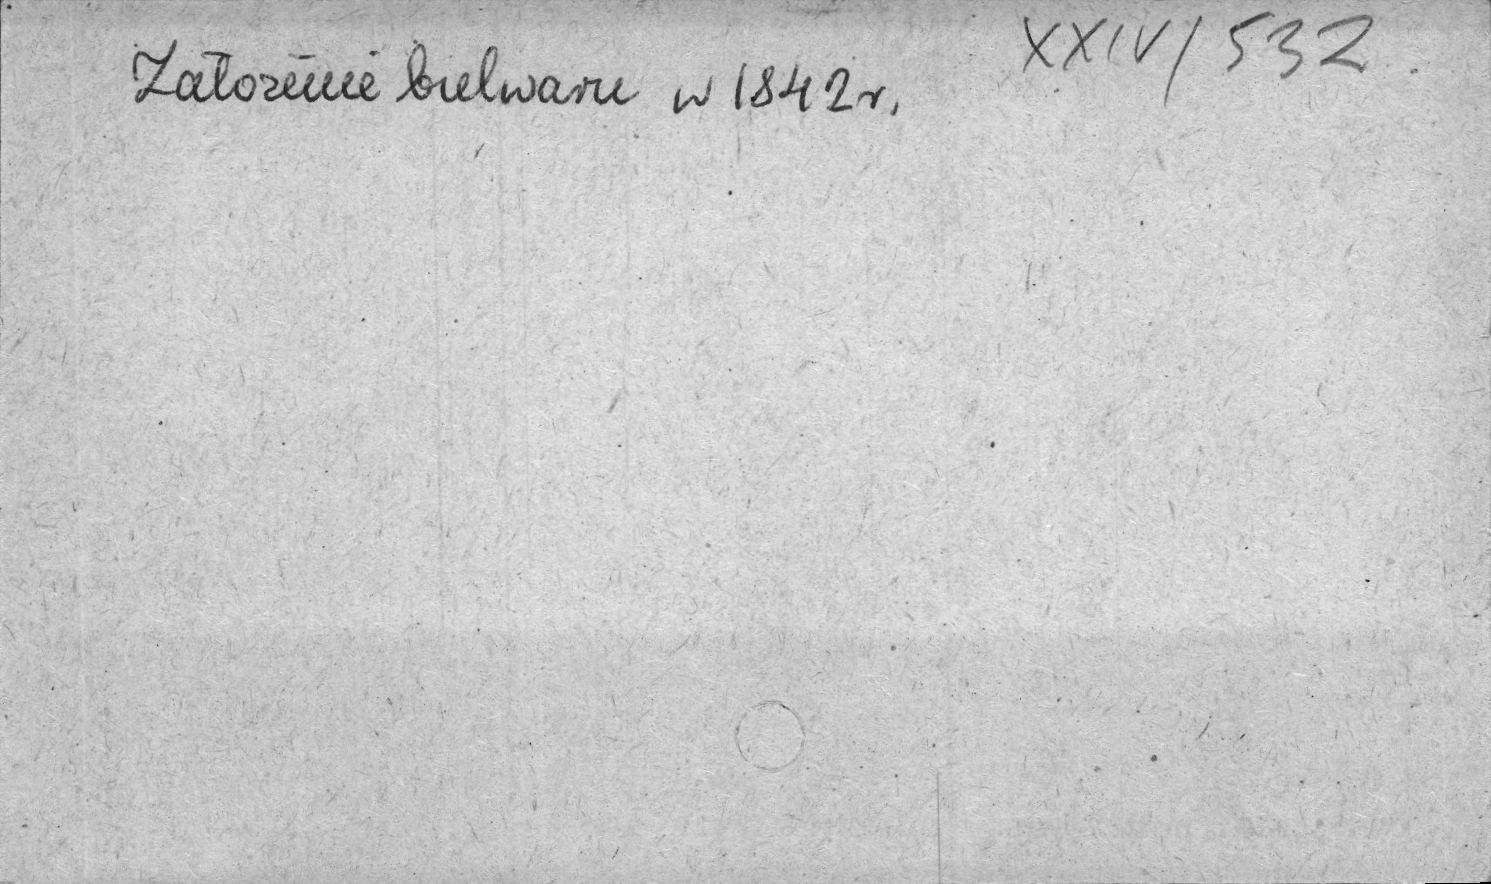 XXIV/532
Założenie bielwaru w 1842 r.